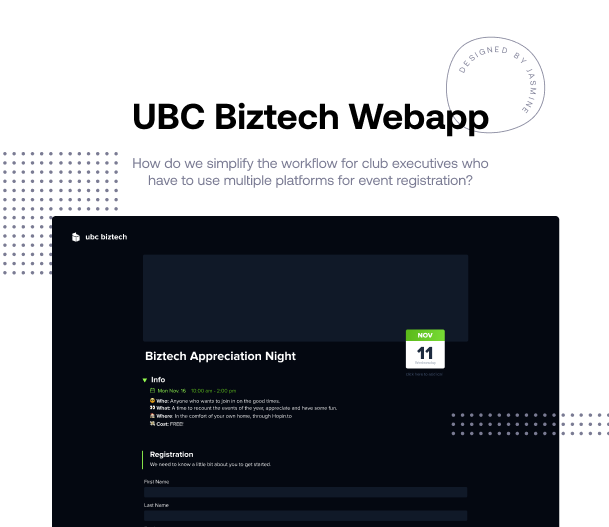 DESIGNED BY JASMINE
UBC Biztech Webapp
How do we simplify the workflow for club executives who
have to use multiple platforms for event registration?
ubc biztech
NOV
11
Biztech Appreciation Night
Info
Mon Nov. 16 10:00 am - 2:00 pm
Who: Anyone who wants to join in on the good times.
What: A time to recount the events of the year, appreciate and have some fun.
Where: In the comfort of your own home, through Hopin.to
Cost: FREE!
Registration
We need to know a little bit about you to get started.
First Name
Last Name